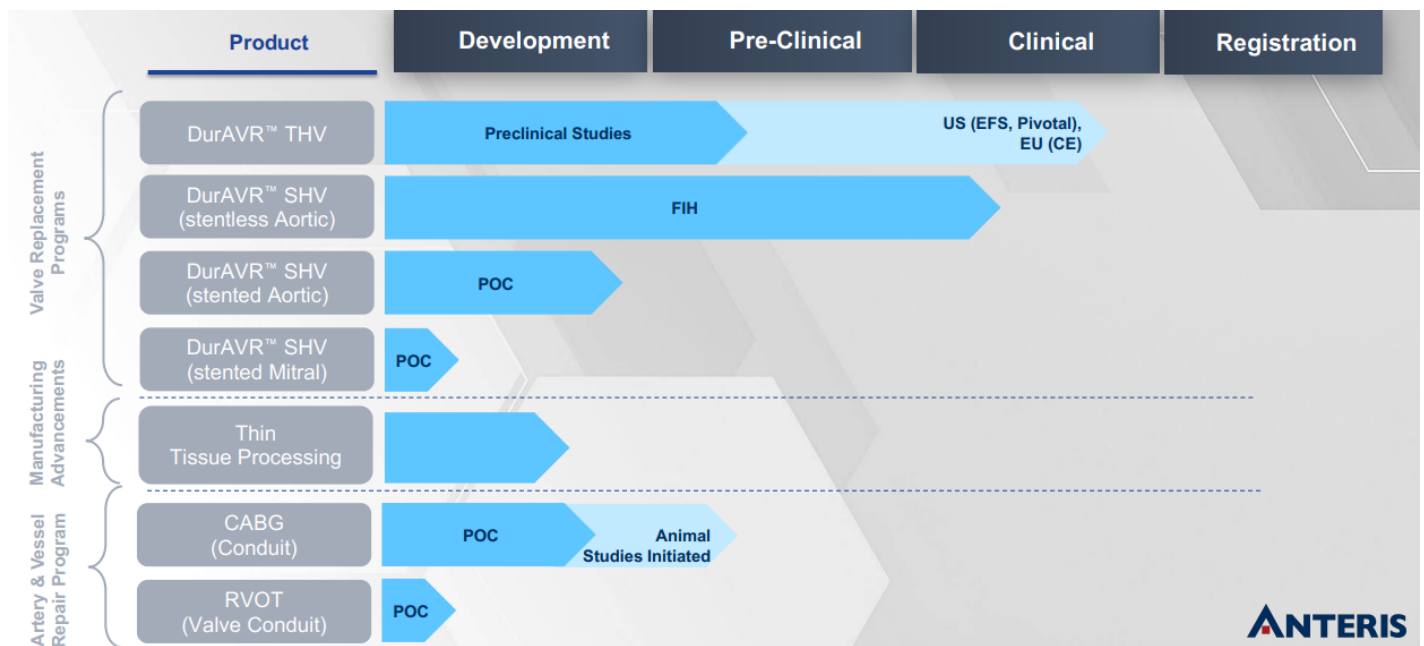 Product
Development
Pre-Clinical
Clinical
Registration
Valve Replacement
Programs
DurAVR™ THV
Preclinical Studies
US (EFS, Pivotal),
EU (CE)
DurAVR™ SHV
(stentless Aortic)
FIH
DurAVR™ SHV
(stented Aortic)
POC
DurAVR™ SHV
(stented Mitral)
POC
Manufacturing
Advancements
Thin
Tissue Processing
Artery & Vessel
Repair Program
CABG
(Conduit)
POC
Animal
Studies Initiated
RVOT
(Valve Conduit)
POC
ANTERIS